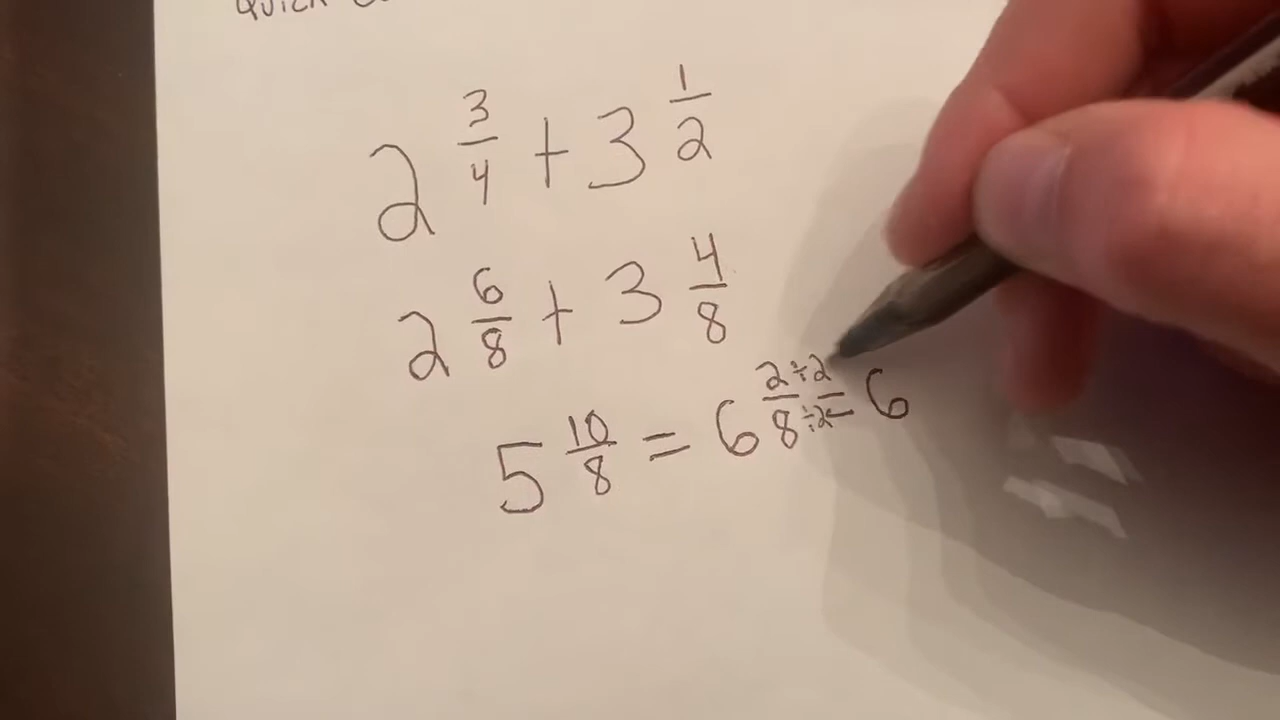 QUICK
2 3/4 + 3 1/2
2 6/8 + 3 4/8
5 10/8 = 6 2÷2/8÷2 = 6